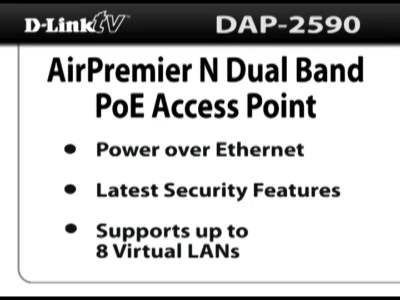 D-Link tv DAP-2590
AirPremier N Dual Band
PoE Access Point
• Power over Ethernet
• Latest Security Features
• Supports up to
8 Virtual LANs